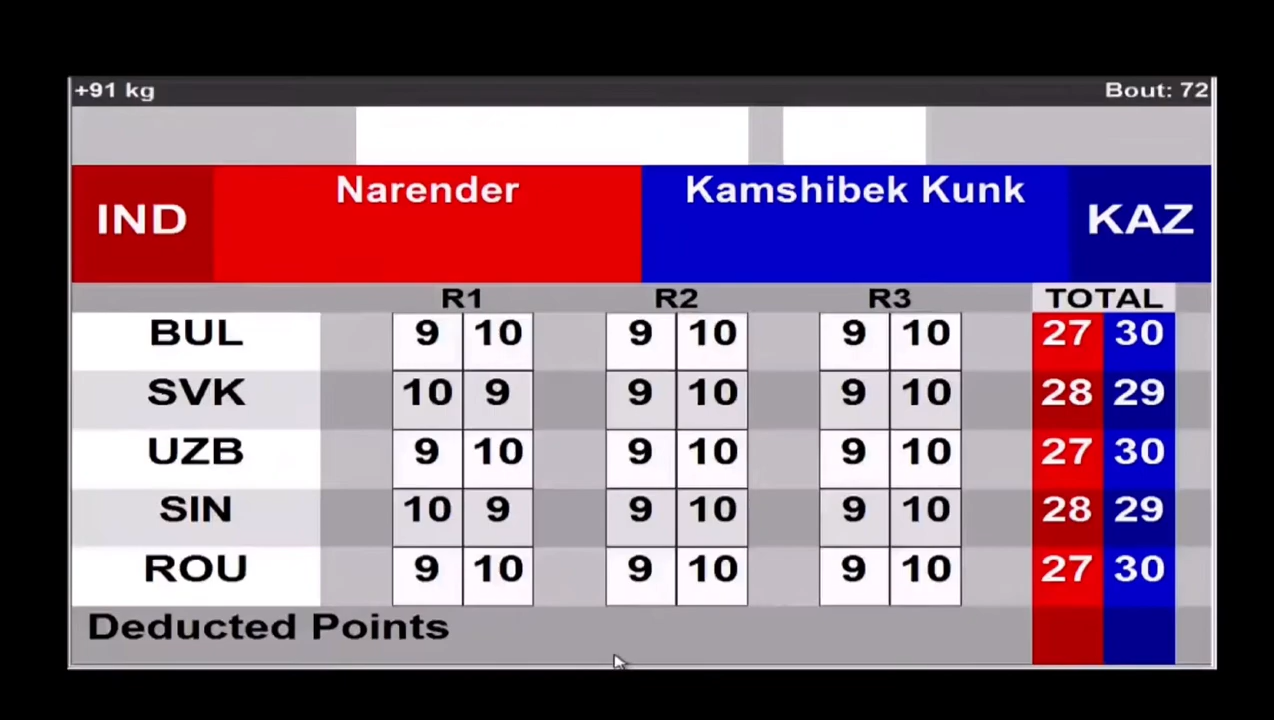 +91 kg Bout: 72
IND Narender Kamshibek Kunk KAZ
R1 R2 R3 TOTAL
BUL 9 10 9 10 9 10 27 30
SVK 10 9 9 10 9 10 28 29
UZB 9 10 9 10 9 10 27 30
SIN 10 9 9 10 9 10 28 29
ROU 9 10 9 10 9 10 27 30
Deducted Points